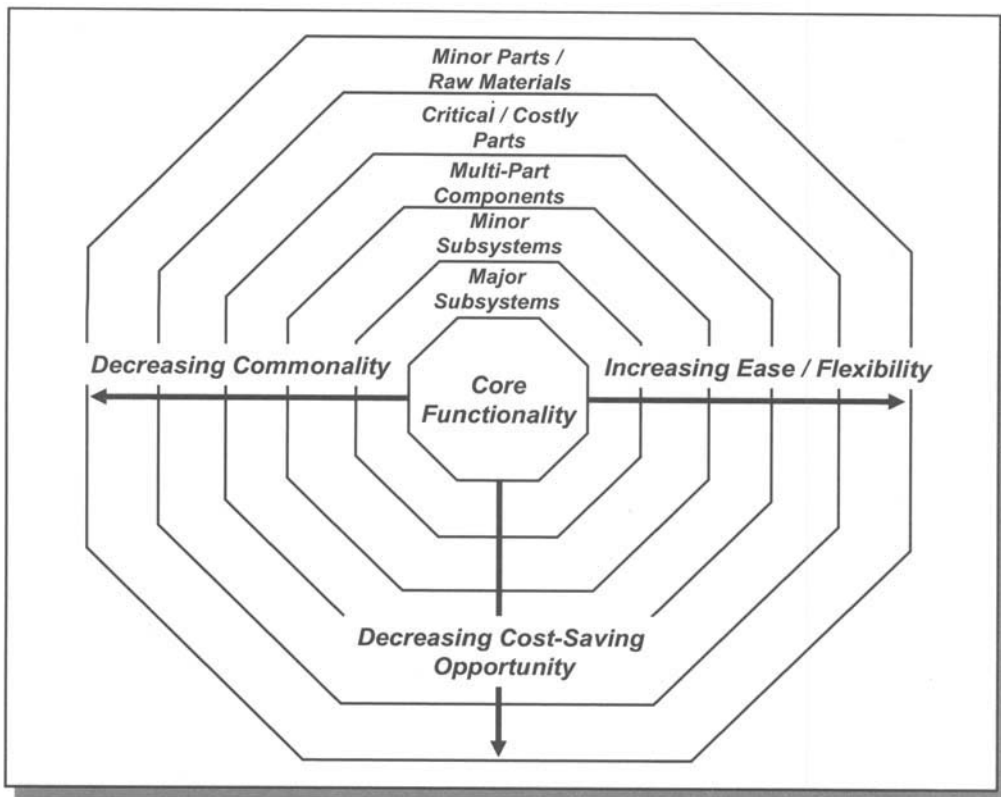 Minor Parts /
Raw Materials
Critical / Costly
Parts
Multi-Part
Components
Minor
Subsystems
Major
Subsystems
Decreasing Commonality
Core
Functionality
Increasing Ease / Flexibility
Decreasing Cost-Saving
Opportunity